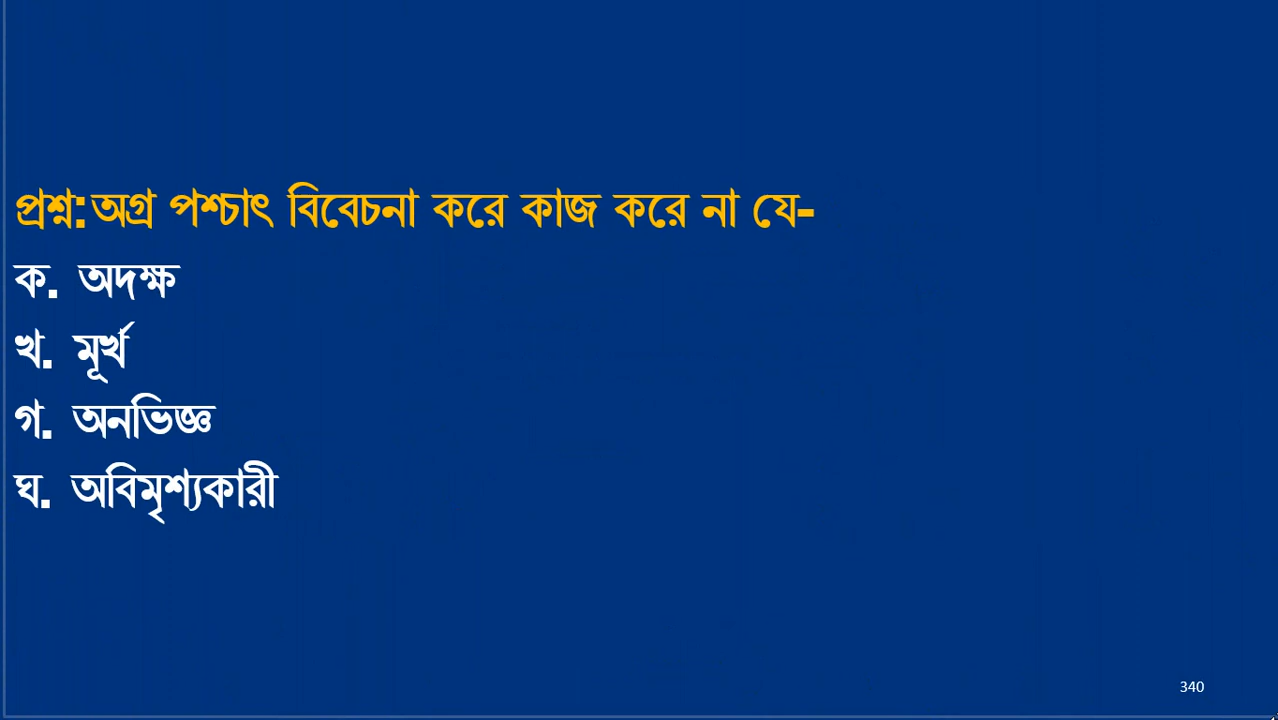 প্রশ্ন:অগ্র পশ্চাৎ বিবেচনা করে কাজ করে না যে-
ক. অদক্ষ
খ. মূর্খ
গ. অনভিজ্ঞ
ঘ. অবিমৃশ্যকারী
340